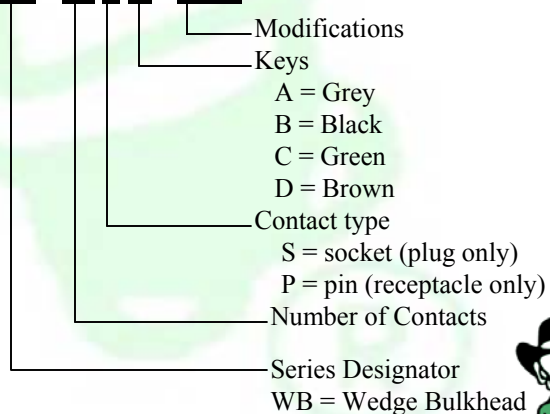 Modifications
Keys
A = Grey
B = Black
C = Green
D = Brown
Contact type
S = socket (plug only)
P = pin (receptacle only)
Number of Contacts
Series Designator
WB = Wedge Bulkhead